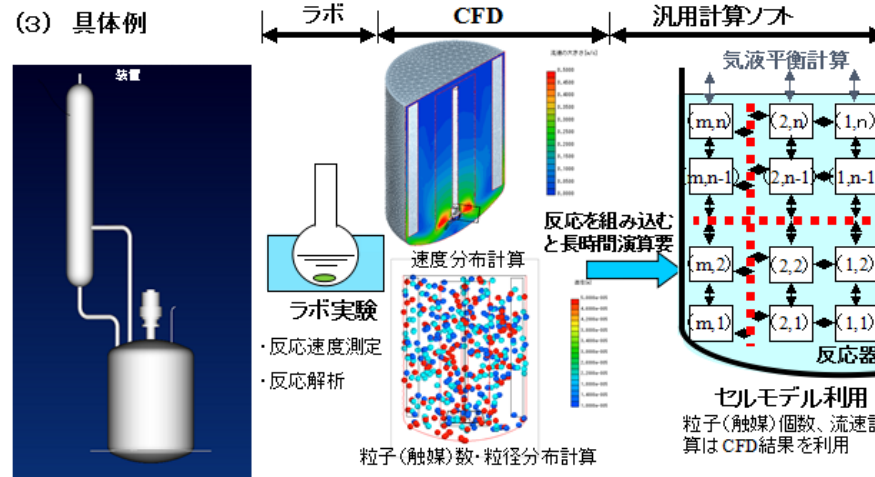 (3) 具体例
ラボ
CFD
汎用計算ソフト
装置
ラボ実験
・反応速度測定
・反応解析
速度分布計算
粒子(触媒)数・粒径分布計算
反応を組み込む
と長時間演算要
気液平衡計算
(m,n) (2,n) (1,n)
(m,n-1) (2,n-1) (1,n-1)
(m,2) (2,2) (1,2)
(m,1) (2,1) (1,1)
反応器
セルモデル利用
粒子(触媒)個数、流速計
算はCFD結果を利用